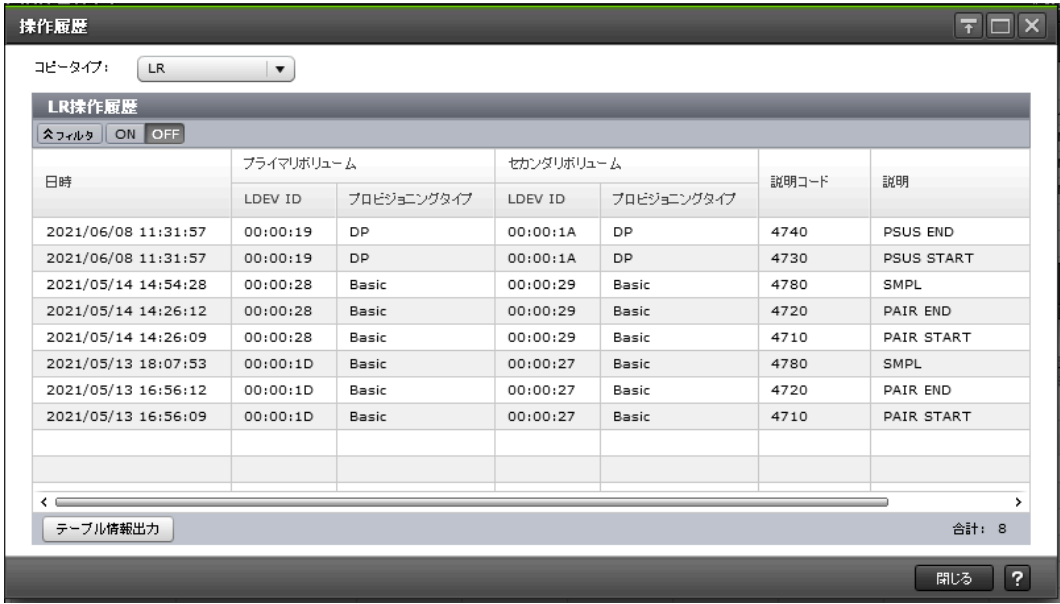 操作履歴
コピータイプ: LR
LR操作履歴
フィルタ ON OFF
日時 プライマリボリューム セカンダリボリューム 説明コード 説明
LDEV ID プロビジョニングタイプ LDEV ID プロビジョニングタイプ
2021/06/08 11:31:57 00:00:19 DP 00:00:1A DP 4740 PSUS END
2021/06/08 11:31:57 00:00:19 DP 00:00:1A DP 4730 PSUS START
2021/05/14 14:54:28 00:00:28 Basic 00:00:29 Basic 4780 SMPL
2021/05/14 14:26:12 00:00:28 Basic 00:00:29 Basic 4720 PAIR END
2021/05/14 14:26:09 00:00:28 Basic 00:00:29 Basic 4710 PAIR START
2021/05/13 18:07:53 00:00:1D Basic 00:00:27 Basic 4780 SMPL
2021/05/13 16:56:12 00:00:1D Basic 00:00:27 Basic 4720 PAIR END
2021/05/13 16:56:09 00:00:1D Basic 00:00:27 Basic 4710 PAIR START
テーブル情報出力 合計: 8
閉じる ?